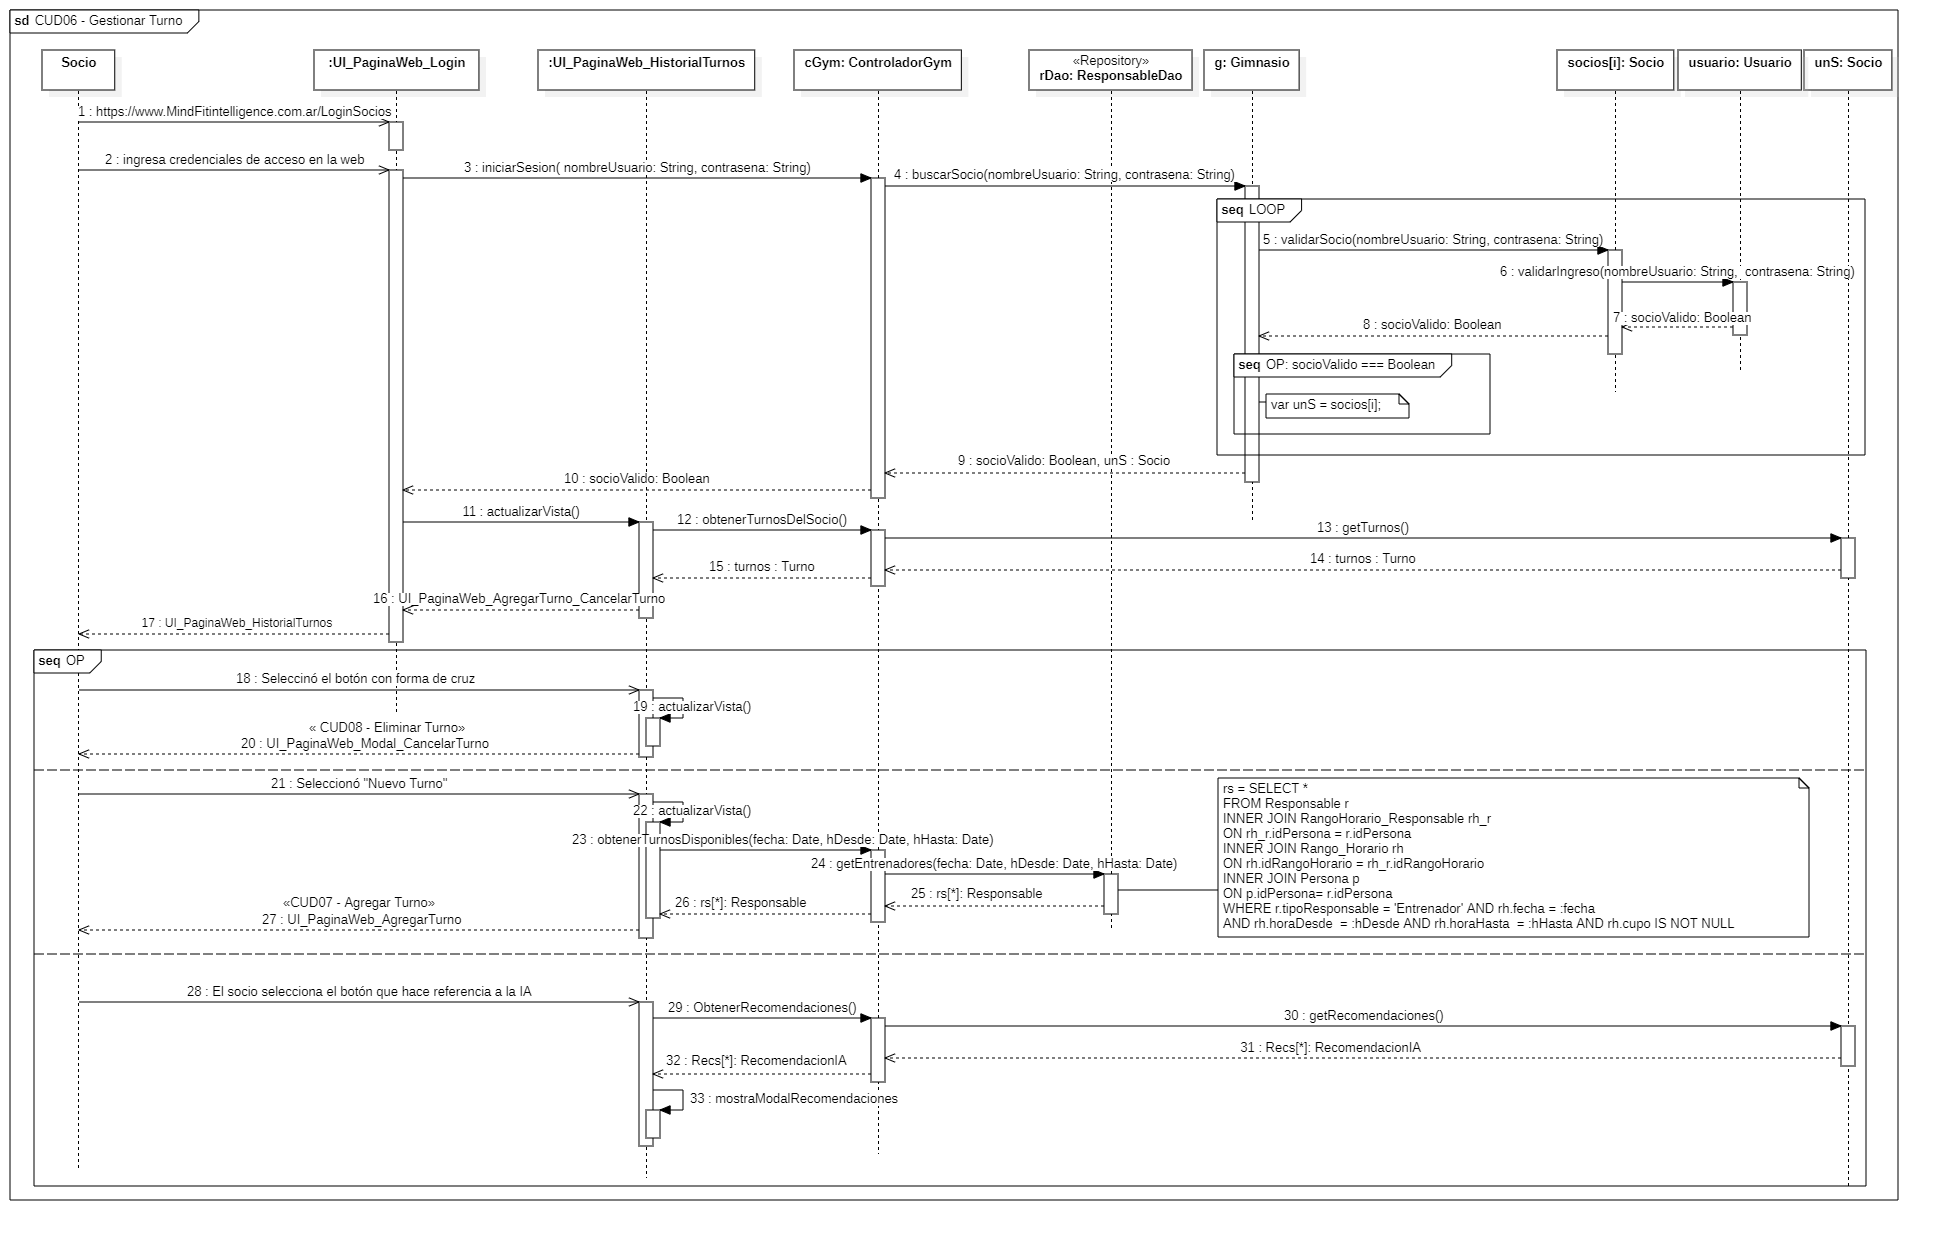 sd CUD06 - Gestionar Turno
Socio
:UI_PaginaWeb_Login
:UI_PaginaWeb_HistorialTurnos
cGym: ControladorGym
«Repository»
rDao: ResponsableDao
g: Gimnasio
socios[i]: Socio
usuario: Usuario
unS: Socio
1 : https://www.MindFitintelligence.com.ar/LoginSocios
2 : ingresa credenciales de acceso en la web
3 : iniciarSesion( nombreUsuario: String, contrasena: String)
4 : buscarSocio(nombreUsuario: String, contrasena: String)
seq LOOP
5 : validarSocio(nombreUsuario: String, contrasena: String)
6 : validarIngreso(nombreUsuario: String,  contrasena: String)
7 : socioValido: Boolean
8 : socioValido: Boolean
seq OP: socioValido === Boolean
var unS = socios[i];
9 : socioValido: Boolean, unS : Socio
10 : socioValido: Boolean
11 : actualizarVista()
12 : obtenerTurnosDelSocio()
13 : getTurnos()
14 : turnos : Turno
15 : turnos : Turno
16 : UI_PaginaWeb_AgregarTurno_CancelarTurno
17 : UI_PaginaWeb_HistorialTurnos
seq OP
18 : Seleccinó el botón con forma de cruz
19 : actualizarVista()
« CUD08 - Eliminar Turno»
20 : UI_PaginaWeb_Modal_CancelarTurno
21 : Seleccionó "Nuevo Turno"
22 : actualizarVista()
23 : obtenerTurnosDisponibles(fecha: Date, hDesde: Date, hHasta: Date)
24 : getEntrenadores(fecha: Date, hDesde: Date, hHasta: Date)
25 : rs[*]: Responsable
26 : rs[*]: Responsable
«CUD07 - Agregar Turno»
27 : UI_PaginaWeb_AgregarTurno
rs = SELECT *
FROM Responsable r
INNER JOIN RangoHorario_Responsable rh_r
ON rh_r.idPersona = r.idPersona
INNER JOIN Rango_Horario rh
ON rh.idRangoHorario = rh_r.idRangoHorario
INNER JOIN Persona p
ON p.idPersona= r.idPersona
WHERE r.tipoResponsable = 'Entrenador' AND rh.fecha = :fecha
AND rh.horaDesde  = :hDesde AND rh.horaHasta  = :hHasta AND rh.cupo IS NOT NULL
28 : El socio selecciona el botón que hace referencia a la IA
29 : ObtenerRecomendaciones()
30 : getRecomendaciones()
31 : Recs[*]: RecomendacionIA
32 : Recs[*]: RecomendacionIA
33 : mostraModalRecomendaciones